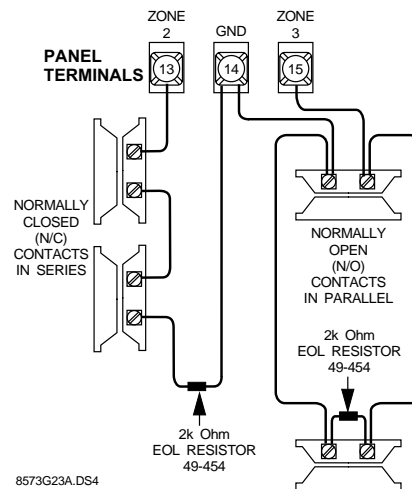 ZONE
2
GND
ZONE
3
PANEL
TERMINALS
13
14
15
NORMALLY
CLOSED
(N/C)
CONTACTS
IN SERIES
NORMALLY
OPEN
(N/O)
CONTACTS
IN PARALLEL
2k Ohm
EOL RESISTOR
49-454
2k Ohm
EOL RESISTOR
49-454
8573G23A.DS4